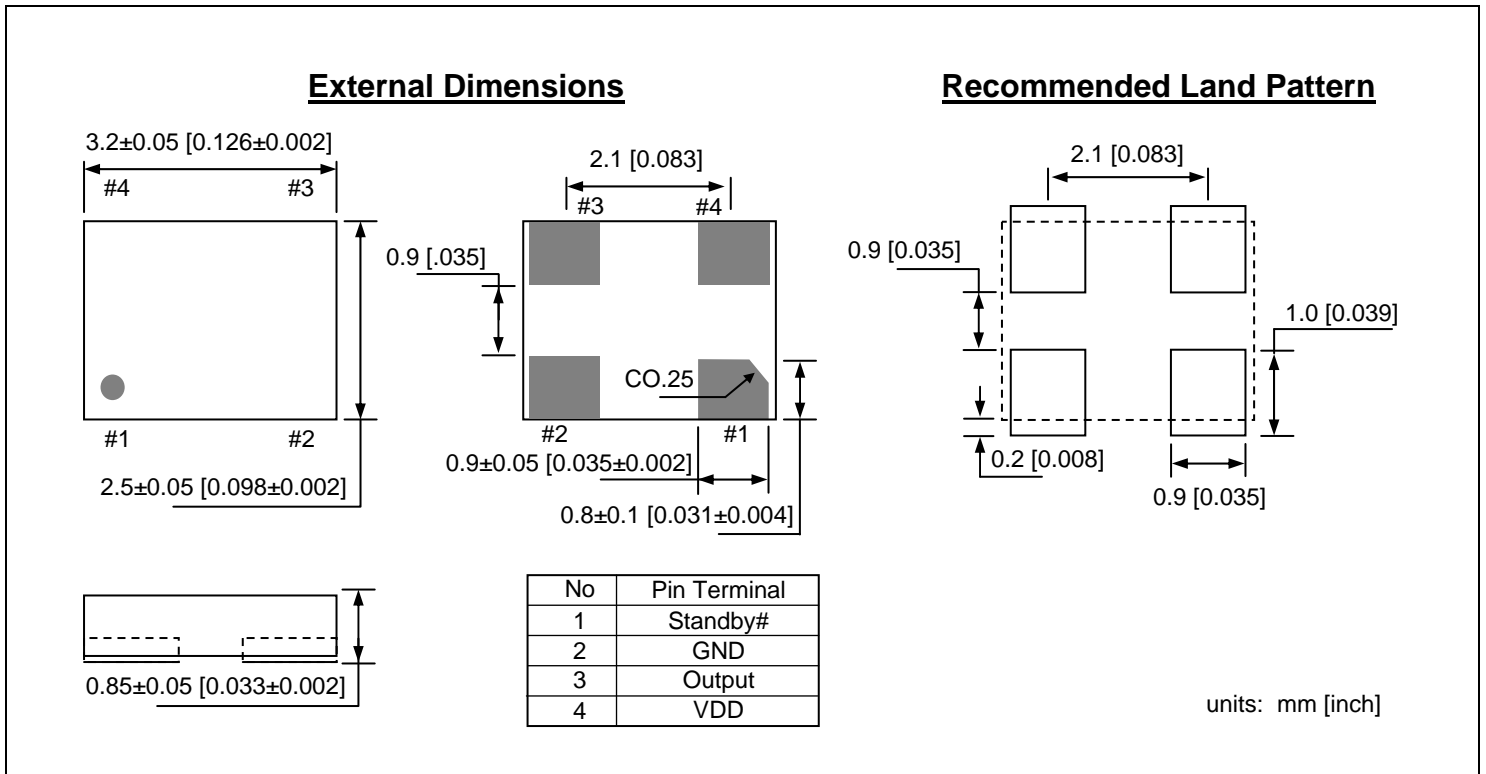 External Dimensions
Recommended Land Pattern
3.2±0.05 [0.126±0.002]
#4 #3
#1 #2
2.5±0.05 [0.098±0.002]
0.85±0.05 [0.033±0.002]
2.1 [0.083]
#3 #4
0.9 [.035]
CO.25
#2 #1
0.9±0.05 [0.035±0.002]
0.8±0.1 [0.031±0.004]
No Pin Terminal
1 Standby#
2 GND
3 Output
4 VDD
2.1 [0.083]
0.9 [0.035]
1.0 [0.039]
0.2 [0.008]
0.9 [0.035]
units: mm [inch]